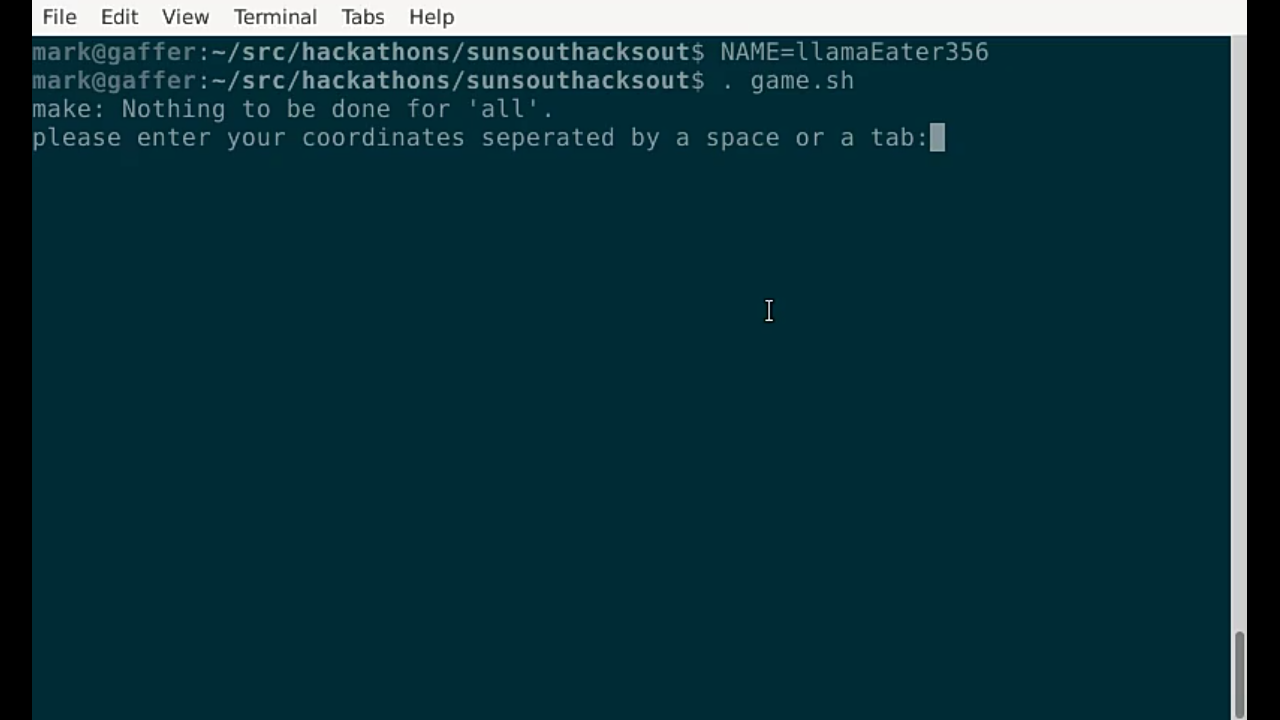 File Edit View Terminal Tabs Help
mark@gaffer:~/src/hackathons/sunsouthacksout$ NAME=llamaEater356
mark@gaffer:~/src/hackathons/sunsouthacksout$ . game.sh
make: Nothing to be done for 'all'.
please enter your coordinates seperated by a space or a tab: